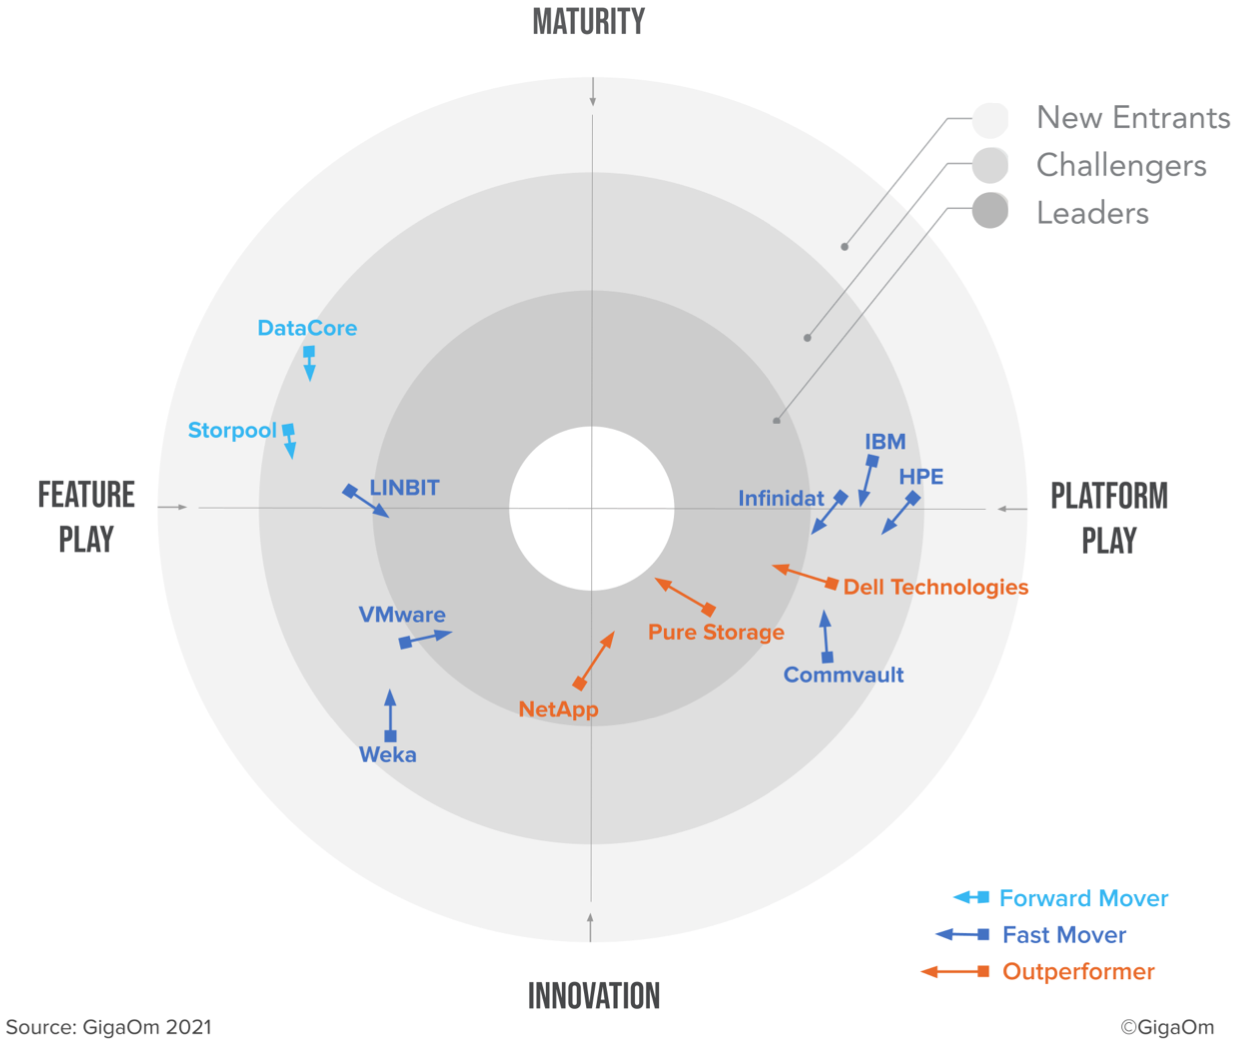 MATURITY
New Entrants
Challengers
Leaders
DataCore
Storpool
IBM
HPE
LINBIT
Infinidat
FEATURE
PLAY
PLATFORM
PLAY
Dell Technologies
VMware
Pure Storage
Commvault
NetApp
Weka
Forward Mover
Fast Mover
Outperformer
INNOVATION
Source: GigaOm 2021
©GigaOm